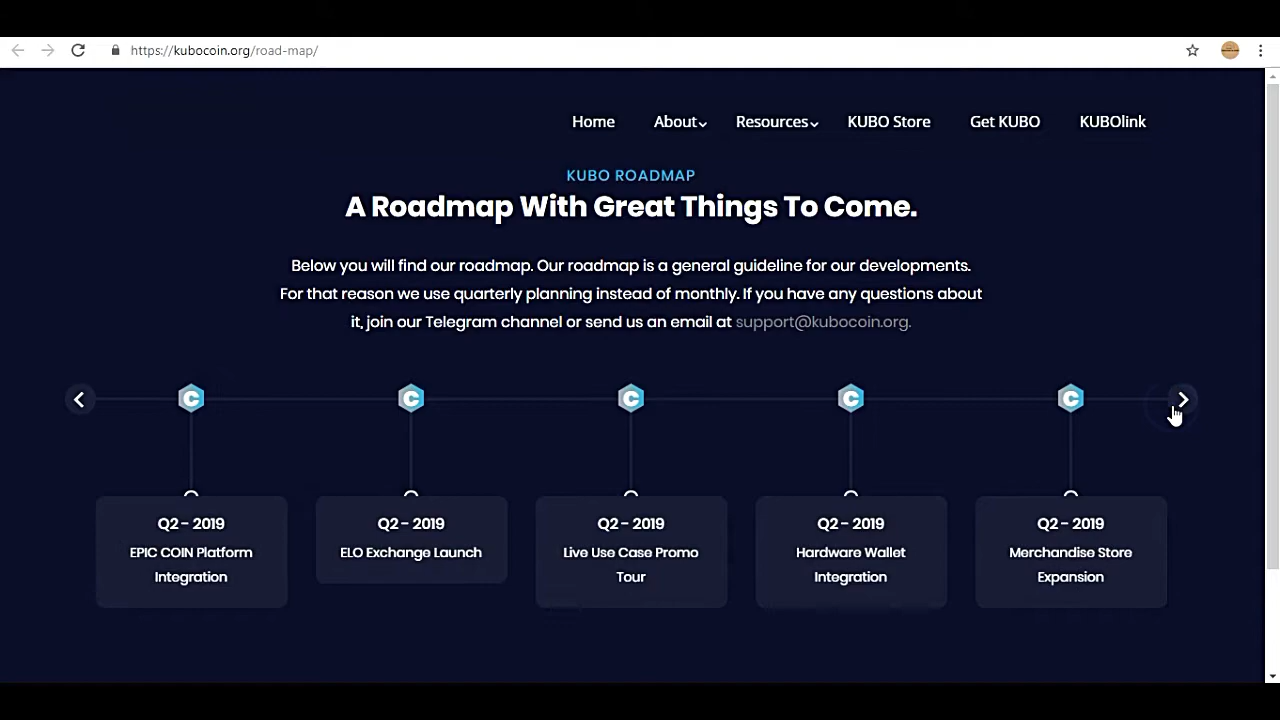 https://kubocoin.org/road-map/
Home About Resources KUBO Store Get KUBO KUBOlink
KUBO ROADMAP
A Roadmap With Great Things To Come.
Below you will find our roadmap. Our roadmap is a general guideline for our developments.
For that reason we use quarterly planning instead of monthly. If you have any questions about
it, join our Telegram channel or send us an email at support@kubocoin.org.
C C C C C
Q2 - 2019
EPIC COIN Platform
Integration
Q2 - 2019
ELO Exchange Launch
Q2 - 2019
Live Use Case Promo
Tour
Q2 - 2019
Hardware Wallet
Integration
Q2 - 2019
Merchandise Store
Expansion